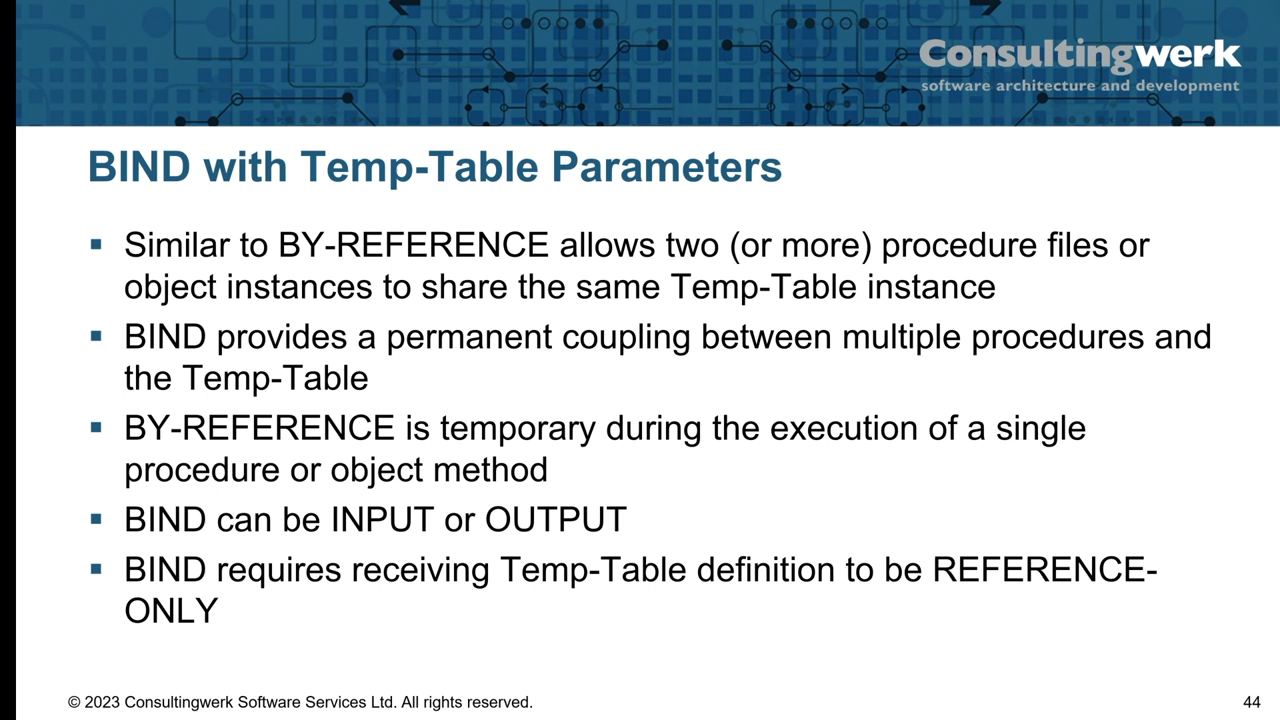 Consultingwerk
software architecture and development
BIND with Temp-Table Parameters
▪ Similar to BY-REFERENCE allows two (or more) procedure files or
object instances to share the same Temp-Table instance
▪ BIND provides a permanent coupling between multiple procedures and
the Temp-Table
▪ BY-REFERENCE is temporary during the execution of a single
procedure or object method
▪ BIND can be INPUT or OUTPUT
▪ BIND requires receiving Temp-Table definition to be REFERENCE-
ONLY
© 2023 Consultingwerk Software Services Ltd. All rights reserved.
44